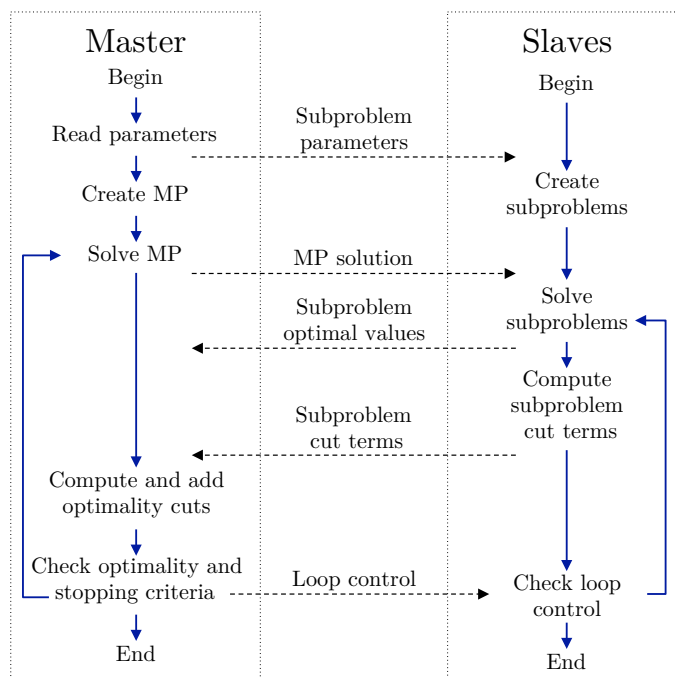 Master
Begin
Read parameters
Create MP
Solve MP
Compute and add
optimality cuts
Check optimality and
stopping criteria
End
Subproblem
parameters
MP solution
Subproblem
optimal values
Subproblem
cut terms
Loop control
Slaves
Begin
Create
subproblems
Solve
subproblems
Compute
subproblem
cut terms
Check loop
control
End